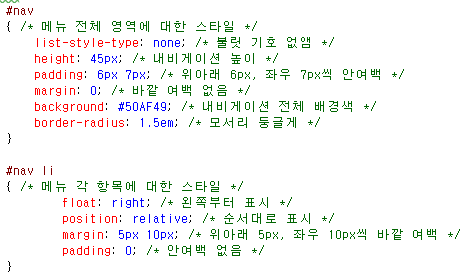 #nav
{ /* 메뉴 전체 영역에 대한 스타일 */
list-style-type: none; /* 불릿 기호 없앰 */
height: 45px; /* 내비게이션 높이 */
padding: 6px 7px; /* 위아래 6px, 좌우 7px씩 안여백 */
margin: 0; /* 바깥 여백 없음 */
background: #50AF49; /* 내비게이션 전체 배경색 */
border-radius: 1.5em; /* 모서리 둥글게 */
}
#nav li
{ /* 메뉴 각 항목에 대한 스타일 */
float: right; /* 왼쪽부터 표시 */
position: relative; /* 순서대로 표시 */
margin: 5px 10px; /* 위아래 5px, 좌우 10px씩 바깥 여백 */
padding: 0; /* 안여백 없음 */
}